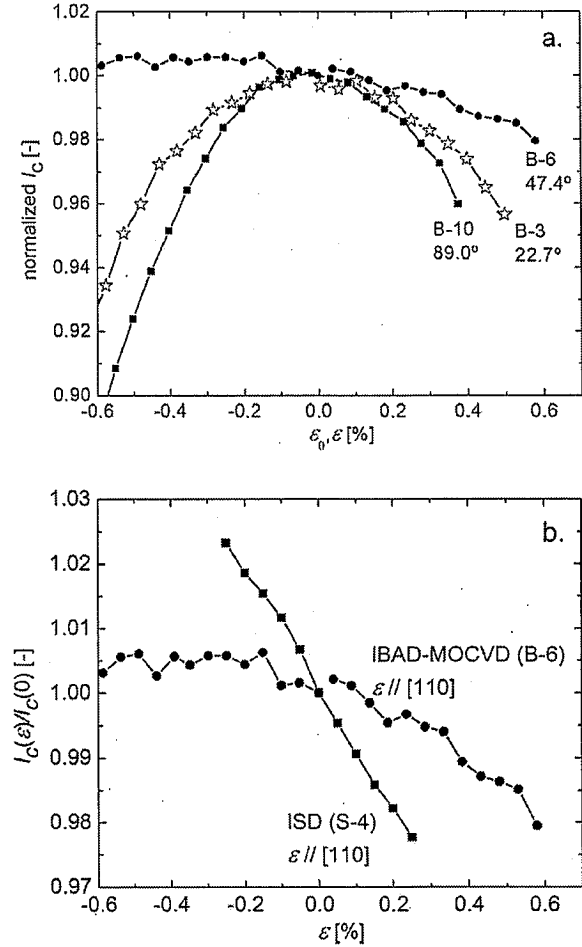 a.
1.00
0.98
0.96
0.94
0.92
0.90
normalized I_C [-]
B-6
47.4º
B-10
89.0º
B-3
22.7º
-0.6 -0.4 -0.2 0.0 0.2 0.4 0.6
ε₀, ε [%]
b.
1.03
1.02
1.01
1.005
1.00
0.99
0.98
0.97
I_C(ε)/I_C(0) [-]
IBAD-MOCVD (B-6)
ε // [110]
ISD (S-4)
ε // [110]
-0.6 -0.4 -0.2 0.0 0.2 0.4 0.6
ε [%]